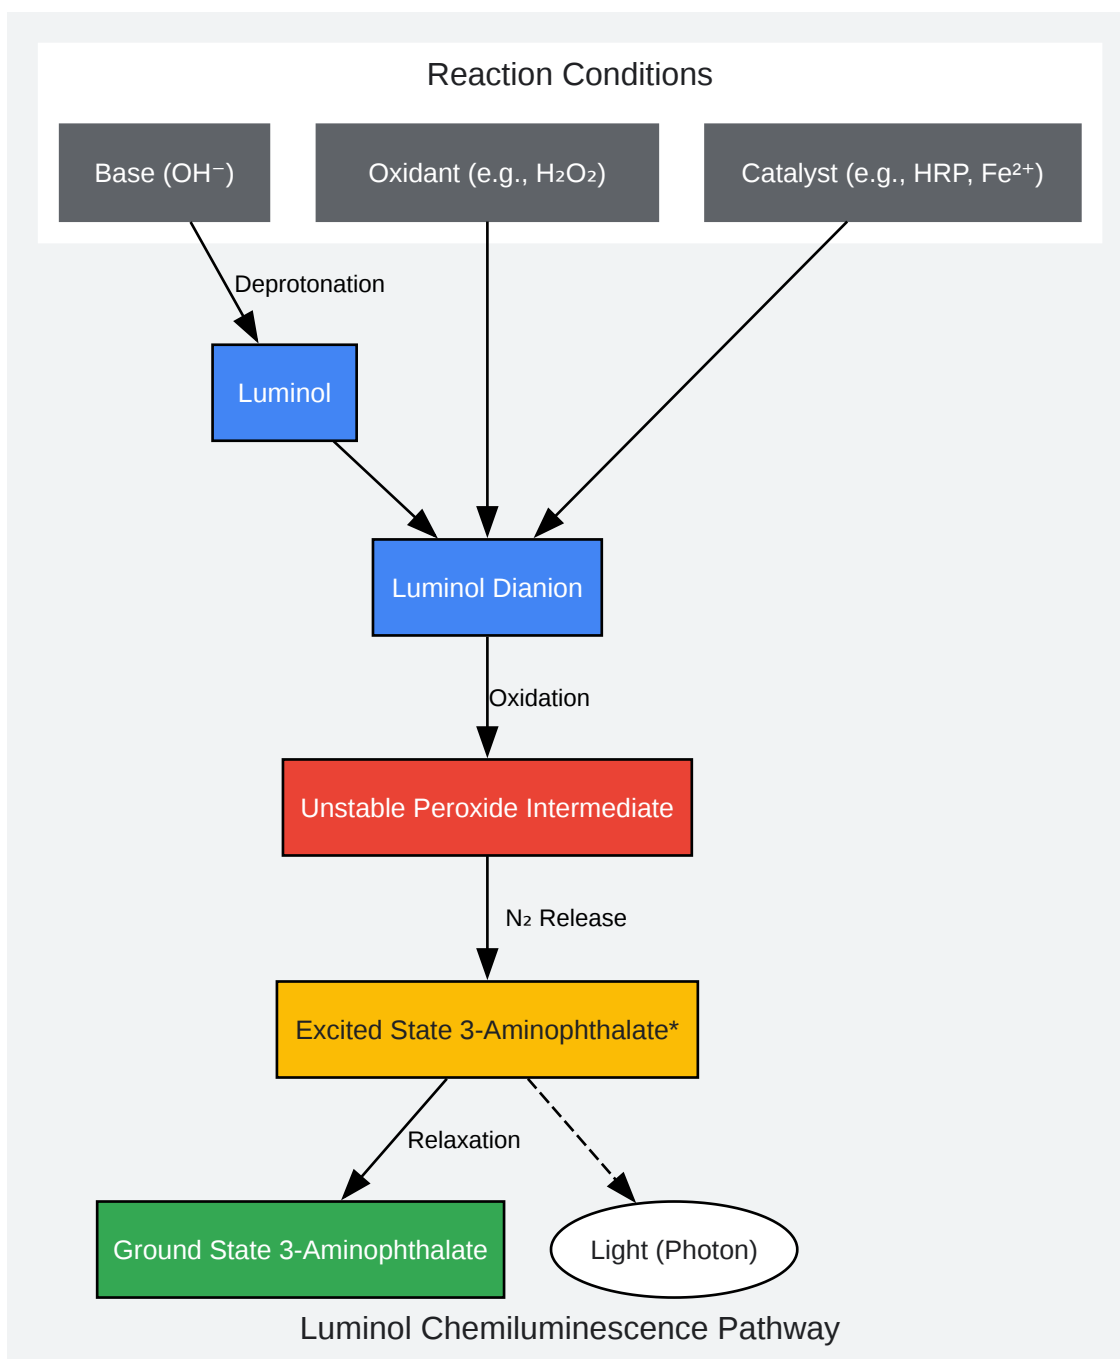 Reaction Conditions
Base (OH⁻)
Oxidant (e.g., H₂O₂)
Catalyst (e.g., HRP, Fe²⁺)
Deprotonation
Luminol
Luminol Dianion
Oxidation
Unstable Peroxide Intermediate
N₂ Release
Excited State 3-Aminophthalate*
Relaxation
Ground State 3-Aminophthalate
Light (Photon)
Luminol Chemiluminescence Pathway